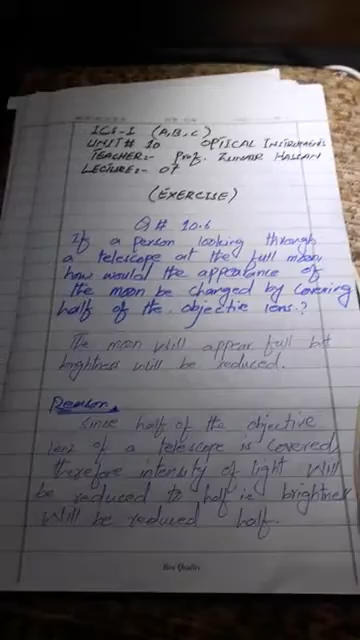 ICS-I (A,B,C)
UNIT # 10 OPTICAL INSTRUMENTS
TEACHER:- Prof. HASSAN
LECTURE:- 07
(EXERCISE)
Q # 10.6
If a person looking through
a telescope at the full moon,
how would the appearance of
the moon be changed by covering
half of the objective lens.?
The moon will appear full but
brightness will be reduced.
Reason
Since half of the objective
lens of a telescope is covered,
therefore intensity of light will
be reduced to half i.e brightness
will be reduced half.
Best Quality